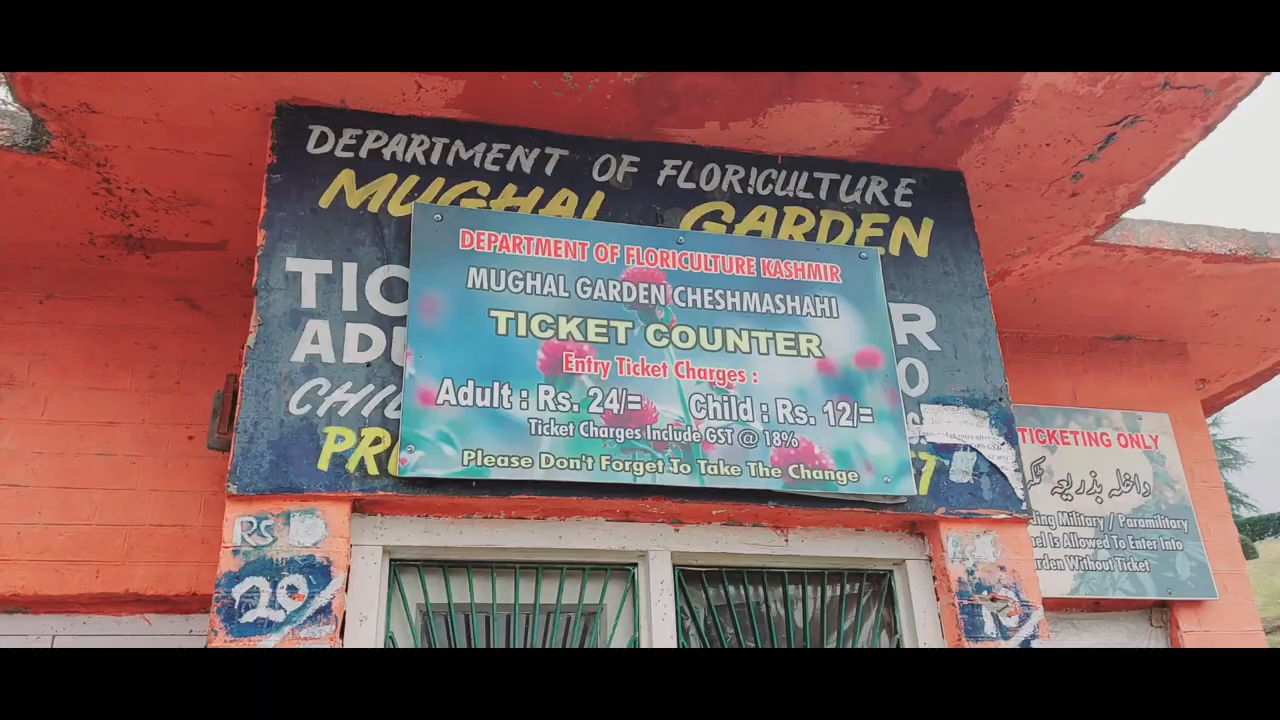 DEPARTMENT OF FLORICULTURE
MUGHAL GARDEN
DEPARTMENT OF FLORICULTURE KASHMIR
MUGHAL GARDEN CHESHMASHAHI
TICKET COUNTER
Entry Ticket Charges :
Adult : Rs. 24/= Child : Rs. 12/=
Ticket Charges Include GST @ 18%
Please Don't Forget To Take The Change
TIC
R
ADU
CHIL
PR
TICKETING ONLY
داخلہ بذریعہ ٹکٹ
Military / Paramilitary
Is Allowed To Enter Into
Without Ticket
RS
20/